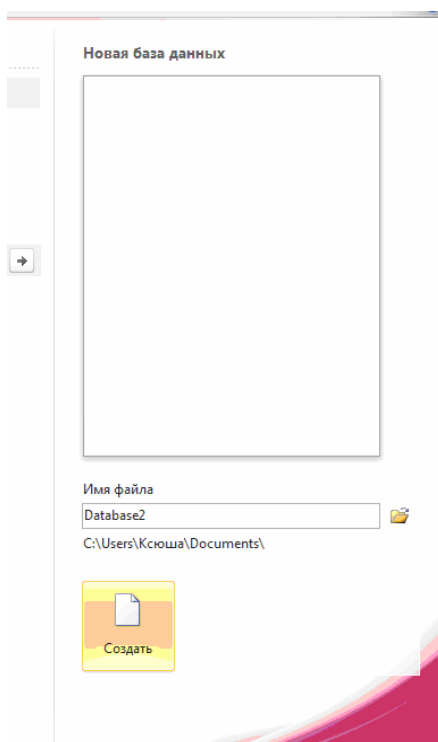 Новая база данных
Имя файла
Database2
C:\Users\Ксюша\Documents\
Создать